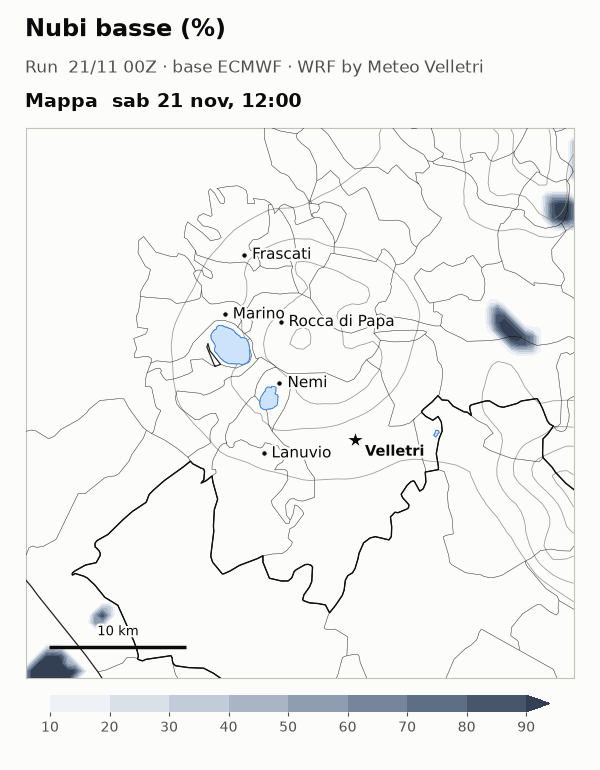 Nubi basse (%)
Run  21/11 00Z · base ECMWF · WRF by Meteo Velletri
Mappa  sab 21 nov, 12:00
Frascati
Marino
Rocca di Papa
Nemi
Velletri
Lanuvio
10 km
10 20 30 40 50 60 70 80 90